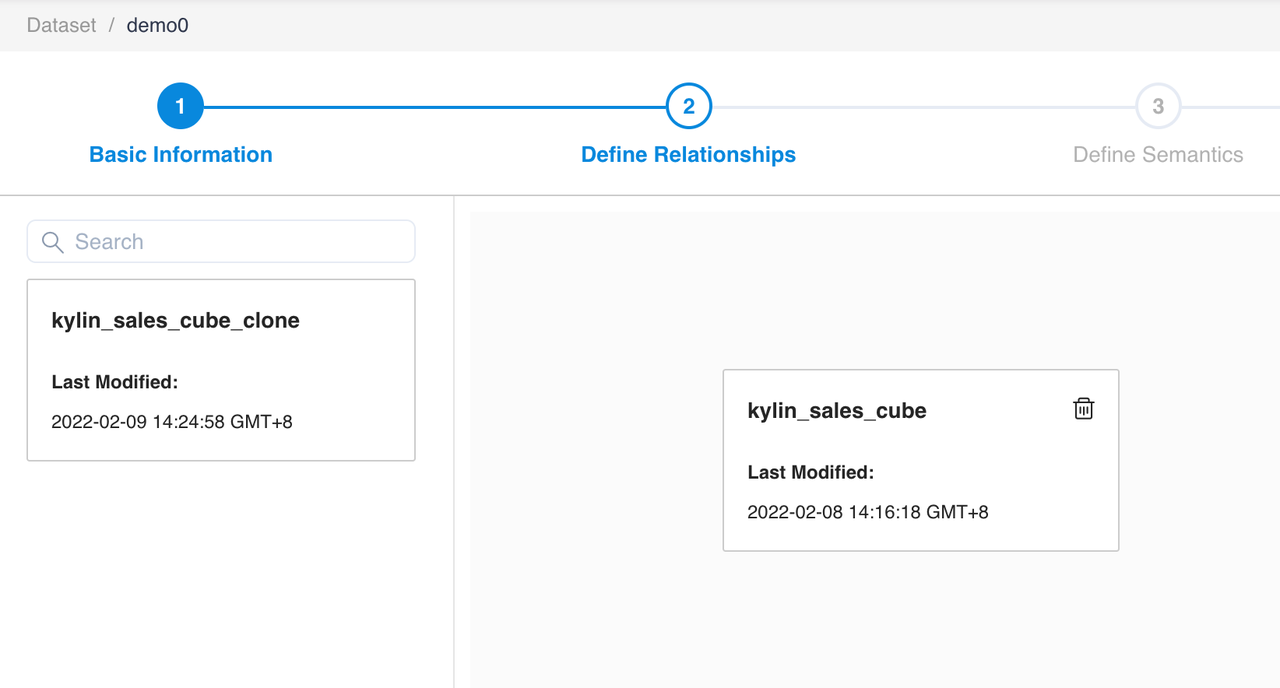 Dataset / demo0
1 2 3
Basic Information Define Relationships Define Semantics
Search
kylin_sales_cube_clone
Last Modified:
2022-02-09 14:24:58 GMT+8
kylin_sales_cube
Last Modified:
2022-02-08 14:16:18 GMT+8